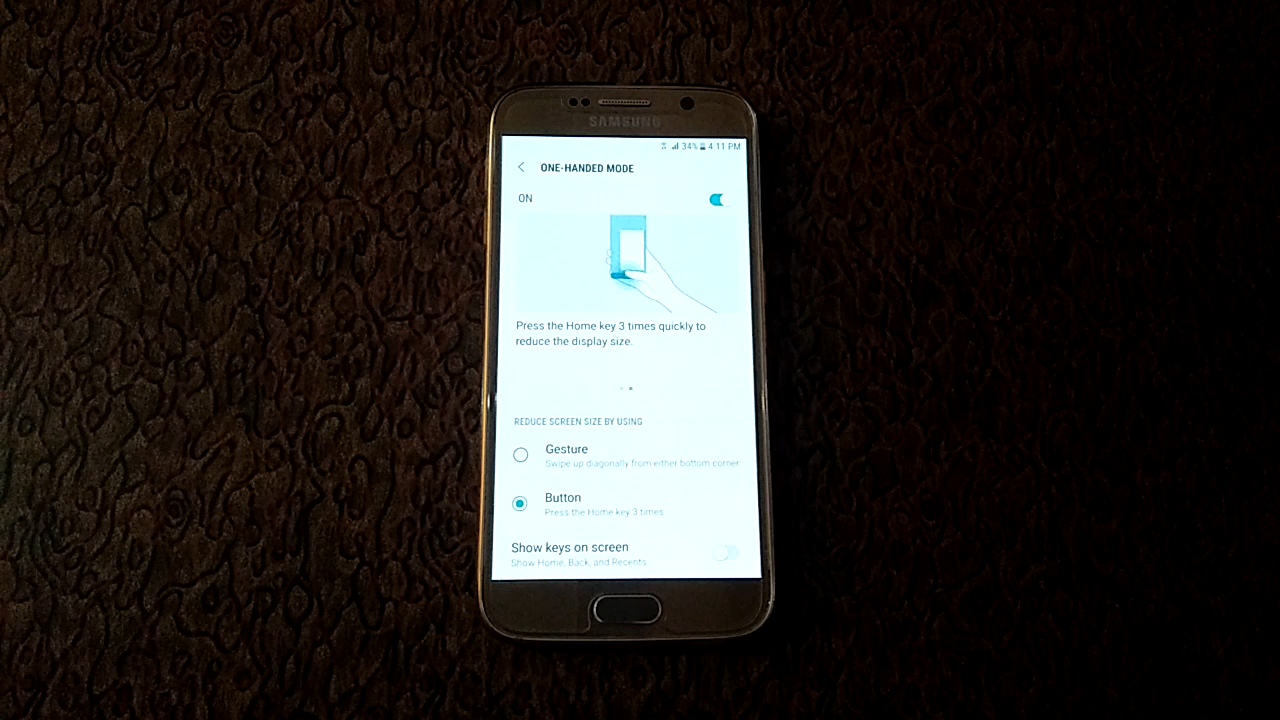 SAMSUNG
34% 4:11 PM
ONE-HANDED MODE
ON
Press the Home key 3 times quickly to
reduce the display size.
REDUCE SCREEN SIZE BY USING
Gesture
Swipe up diagonally from either bottom corner
Button
Press the Home key 3 times
Show keys on screen
Show Home, Back, and Recents.